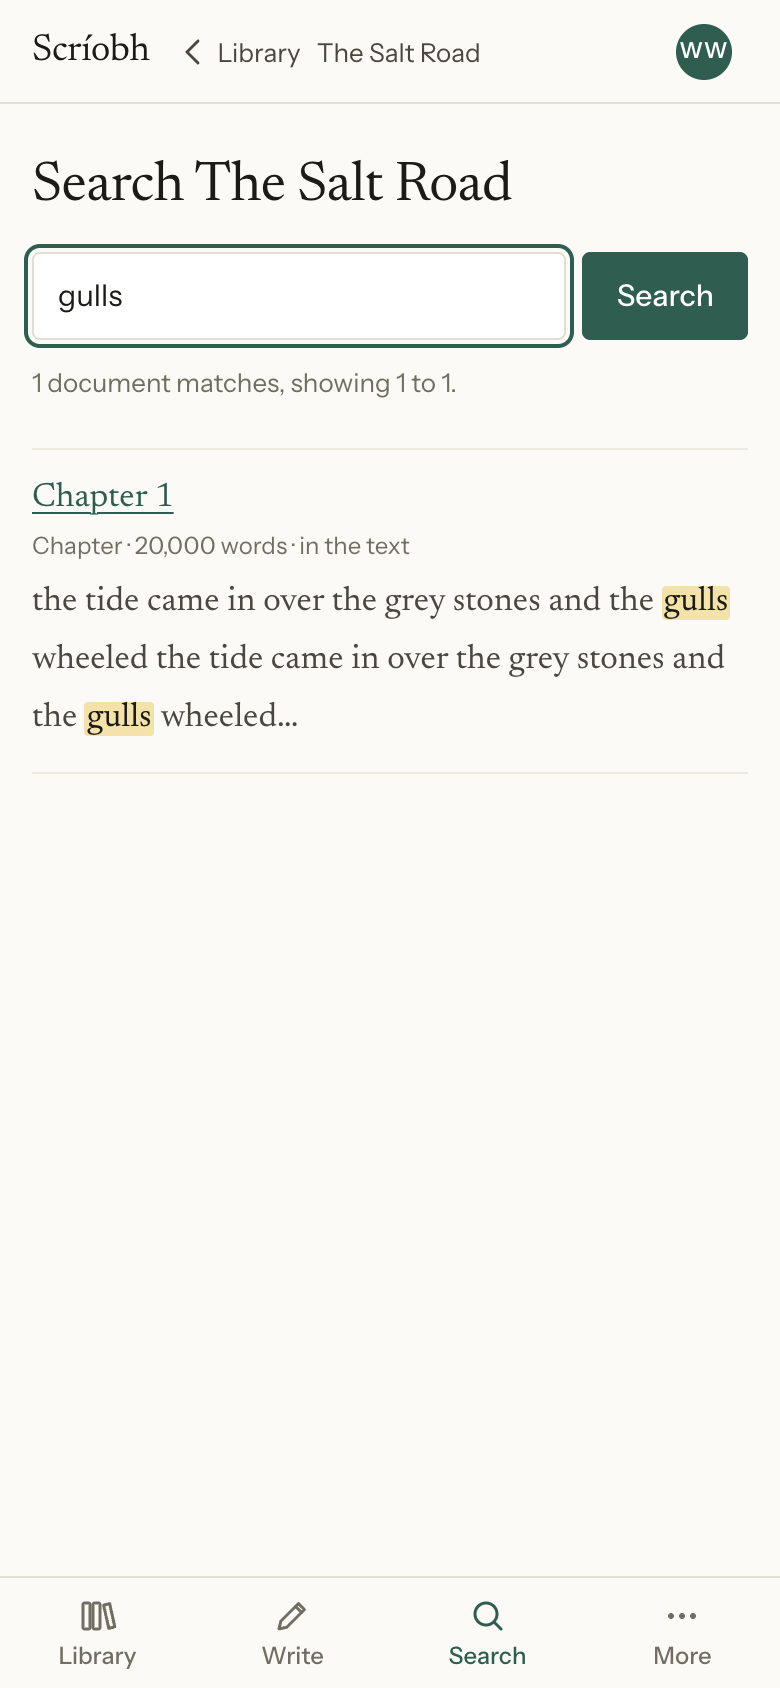 Scríobh
Library The Salt Road
WW
Search The Salt Road
gulls
Search
1 document matches, showing 1 to 1.
Chapter 1
Chapter · 20,000 words · in the text
the tide came in over the grey stones and the gulls
wheeled the tide came in over the grey stones and
the gulls wheeled...
Library
Write
Search
More